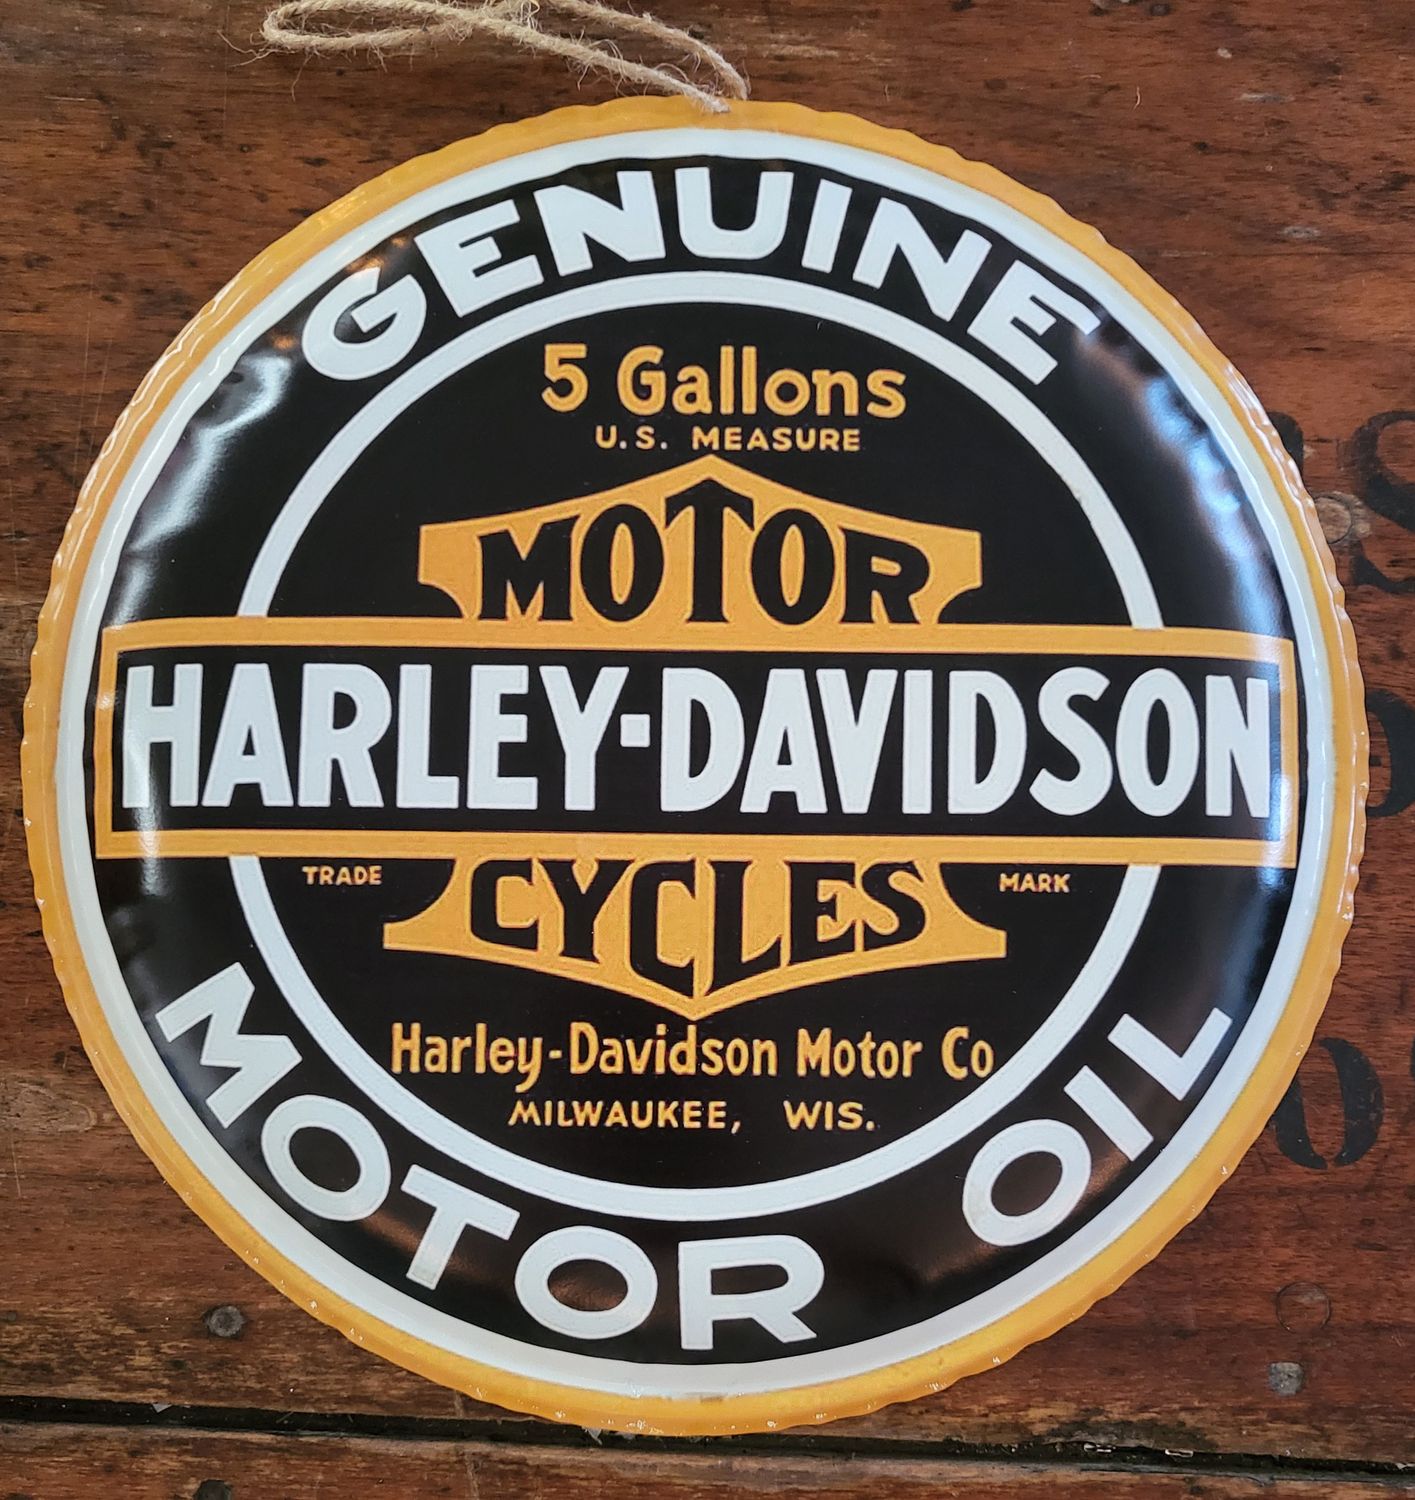 GENUINE
5 Gallons
U.S. MEASURE
MOTOR
HARLEY-DAVIDSON
TRADE MARK
CYCLES
Harley-Davidson Motor Co
MILWAUKEE, WIS.
MOTOR OIL